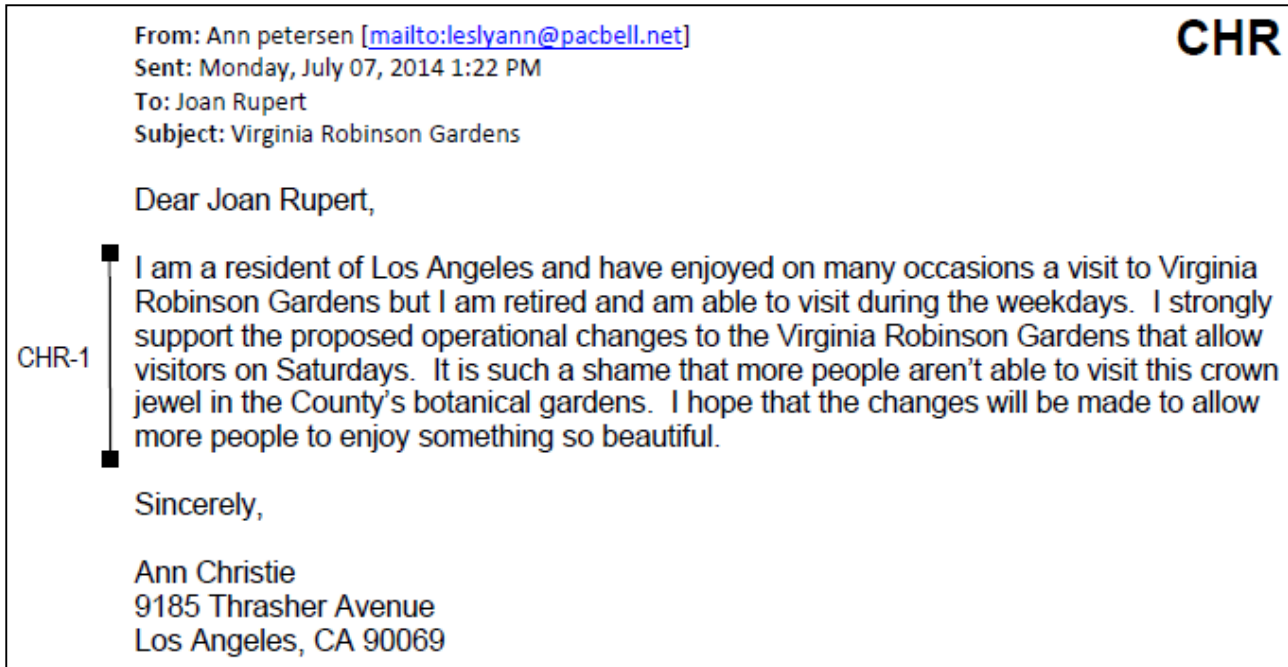 CHR
From: Ann petersen [mailto:leslyann@pacbell.net]
Sent: Monday, July 07, 2014 1:22 PM
To: Joan Rupert
Subject: Virginia Robinson Gardens
Dear Joan Rupert,
I am a resident of Los Angeles and have enjoyed on many occasions a visit to Virginia
Robinson Gardens but I am retired and am able to visit during the weekdays.  I strongly
support the proposed operational changes to the Virginia Robinson Gardens that allow
CHR-1
visitors on Saturdays.  It is such a shame that more people aren’t able to visit this crown
jewel in the County’s botanical gardens.  I hope that the changes will be made to allow
more people to enjoy something so beautiful.
Sincerely,
Ann Christie
9185 Thrasher Avenue
Los Angeles, CA 90069